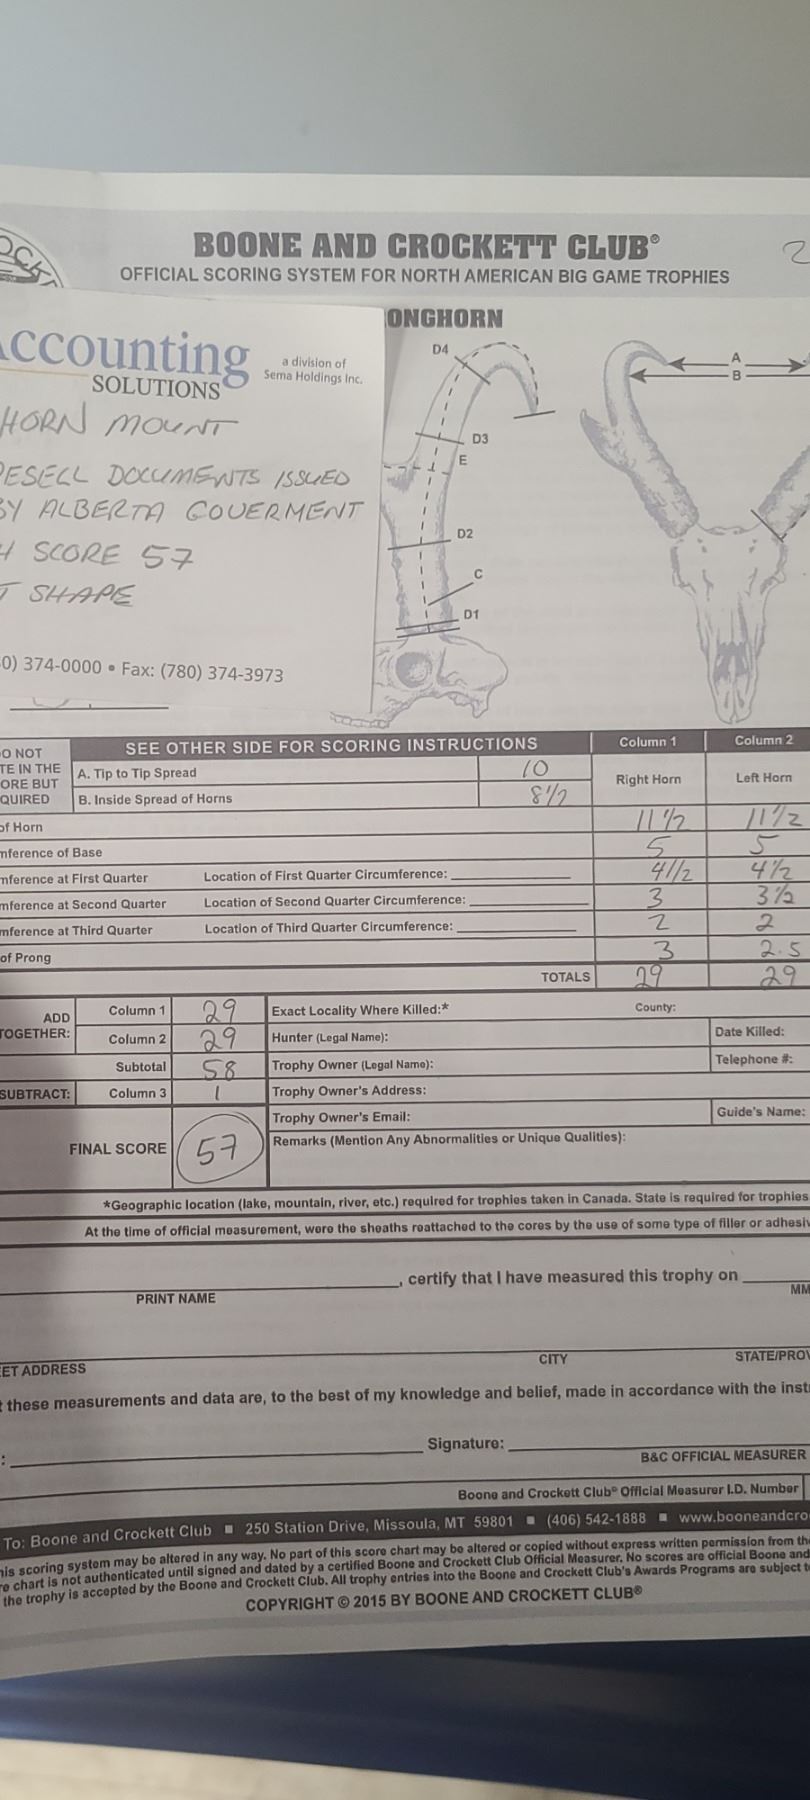 BOONE AND CROCKETT CLUB®
OFFICIAL SCORING SYSTEM FOR NORTH AMERICAN BIG GAME TROPHIES
ONGHORN
Accounting
SOLUTIONS
a division of
Sema Holdings Inc.
HORN MOUNT
RESELL DOCUMENTS ISSUED
BY ALBERTA GOUERMENT
H SCORE 57
T SHAPE
0) 374-0000 • Fax: (780) 374-3973
D4
D3
E
D2
C
D1
A
B
O NOT
TE IN THE
ORE BUT
QUIRED
SEE OTHER SIDE FOR SCORING INSTRUCTIONS Column 1 Column 2
A. Tip to Tip Spread 10 Right Horn Left Horn
B. Inside Spread of Horns 8 1/2
of Horn 11 1/2 11 1/2
mference of Base 5 5
mference at First Quarter Location of First Quarter Circumference: 4 1/2 4 1/2
mference at Second Quarter Location of Second Quarter Circumference: 3 3 1/2
mference at Third Quarter Location of Third Quarter Circumference: 2 2
of Prong 3 2.5
TOTALS 29 29
ADD
TOGETHER:
Column 1 29 Exact Locality Where Killed:* County:
Column 2 29 Hunter (Legal Name): Date Killed:
Subtotal 58 Trophy Owner (Legal Name): Telephone #:
SUBTRACT: Column 3 1 Trophy Owner's Address:
Trophy Owner's Email: Guide's Name:
FINAL SCORE 57 Remarks (Mention Any Abnormalities or Unique Qualities):
*Geographic location (lake, mountain, river, etc.) required for trophies taken in Canada. State is required for trophies
At the time of official measurement, were the sheaths reattached to the cores by the use of some type of filler or adhesiv
, certify that I have measured this trophy on
PRINT NAME MM
EET ADDRESS CITY STATE/PROV
t these measurements and data are, to the best of my knowledge and belief, made in accordance with the inst
: Signature:
B&C OFFICIAL MEASURER
Boone and Crockett Club® Official Measurer I.D. Number
To: Boone and Crockett Club ■ 250 Station Drive, Missoula, MT 59801 ■ (406) 542-1888 ■ www.booneandcro
his scoring system may be altered in any way. No part of this score chart may be altered or copied without express written permission from th
re chart is not authenticated until signed and dated by a certified Boone and Crockett Club Official Measurer. No scores are official Boone and
the trophy is accepted by the Boone and Crockett Club. All trophy entries into the Boone and Crockett Club's Awards Programs are subject t
COPYRIGHT © 2015 BY BOONE AND CROCKETT CLUB®